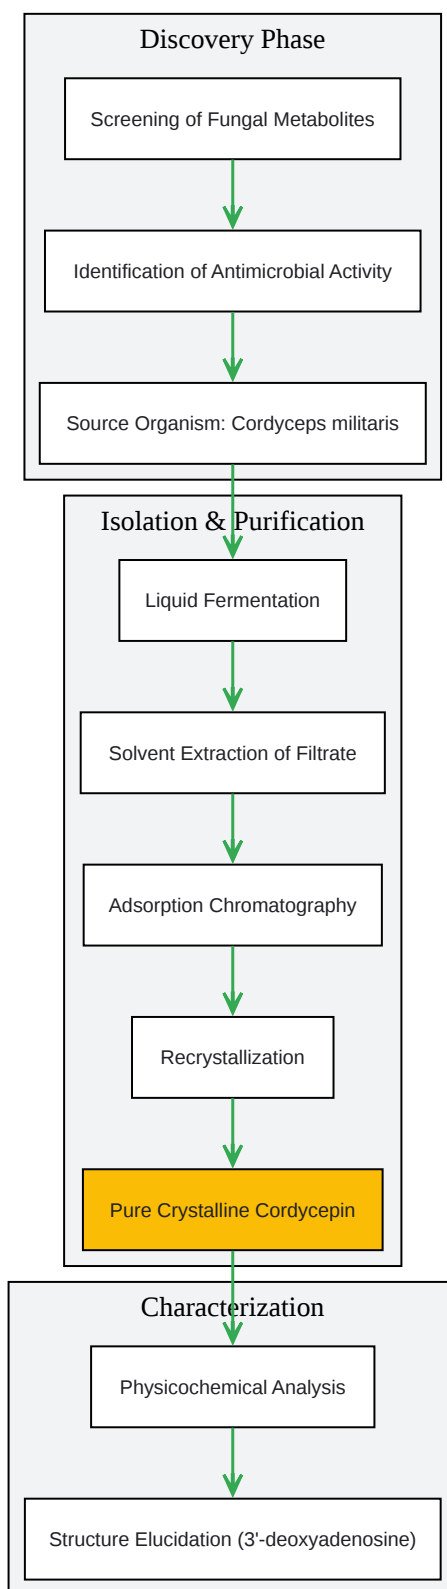 Discovery Phase
Screening of Fungal Metabolites
Identification of Antimicrobial Activity
Source Organism: Cordyceps militaris
Isolation & Purification
Liquid Fermentation
Solvent Extraction of Filtrate
Adsorption Chromatography
Recrystallization
Pure Crystalline Cordycepin
Characterization
Physicochemical Analysis
Structure Elucidation (3'-deoxyadenosine)